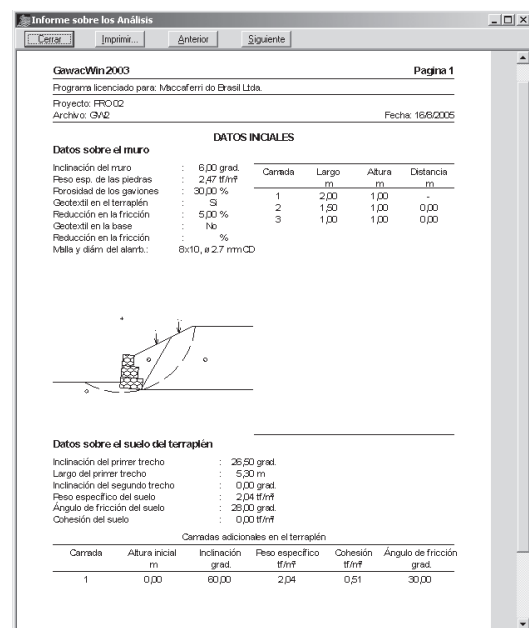 Informe sobre los Análisis
Cerrar Imprimir... Anterior Siguiente
GawacWin 2003 Pagina 1
Programa licenciado para: Maccaferri do Brasil Ltda.
Proyecto: PRO02
Archivo: GW2 Fecha: 16/8/2005
DATOS INCIALES
Datos sobre el muro
Inclinación del muro : 6,00 grad.
Peso esp. de las piedras : 2,47 tf/m³
Porosidad de los gaviones : 30,00 %
Geotextil en el terraplén : Si
Reducción en la fricción : 5,00 %
Geotextil en la base : No
Reducción en la fricción : %
Malla y diám del alamb.: 8x10, ø 2.7 mm CD
Camada Largo Altura Distancia
m m m
1 2,00 1,00 -
2 1,50 1,00 0,00
3 1,00 1,00 0,00
Datos sobre el suelo del terraplén
Inclinación del primer trecho : 26,50 grad.
Largo del primer trecho : 5,30 m
Inclinación del segundo trecho : 0,00 grad.
Peso específico del suelo : 2,04 tf/m³
Ángulo de fricción del suelo : 28,00 grad.
Cohesión del suelo : 0,00 tf/m²
Camadas adicionales en el terraplén
Camada Altura inicial Inclinación Peso específico Cohesión Ángulo de fricción
m grad. tf/m³ tf/m² grad.
1 0,00 60,00 2,04 0,51 30,00